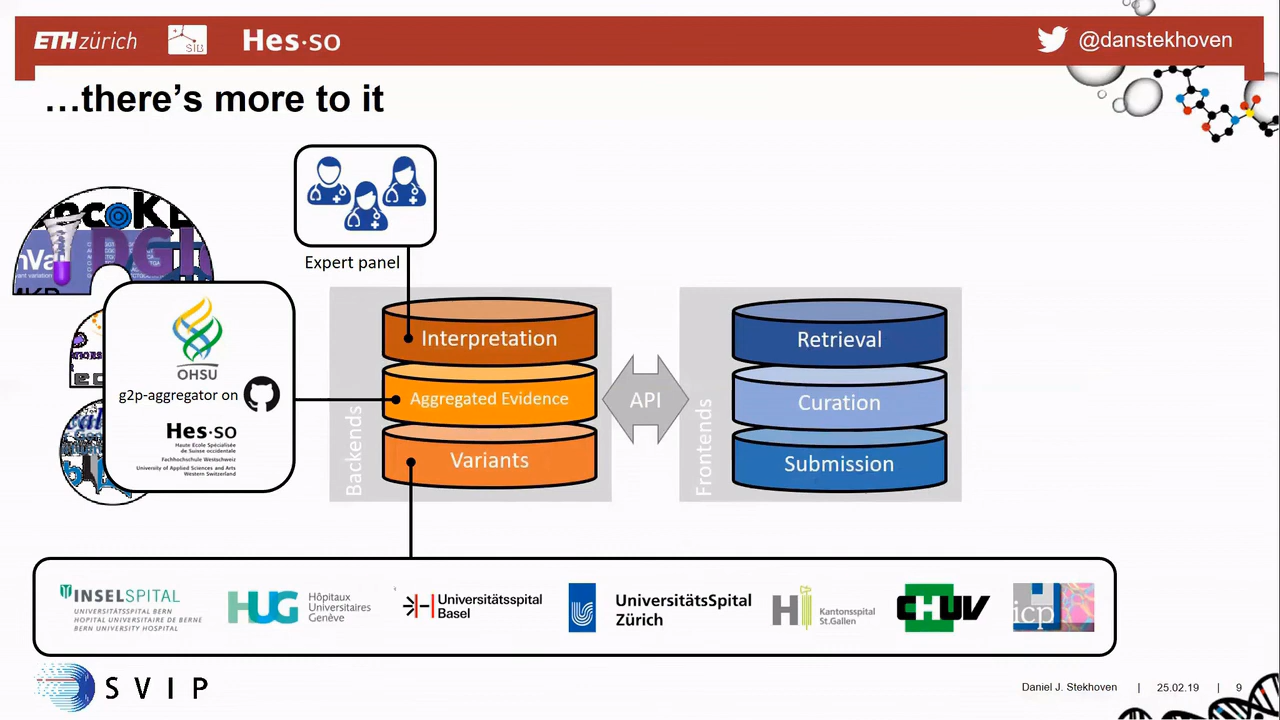 ETH zürich
SIB
Hes·so
@danstekhoven
…there's more to it
Expert panel
OHSU
g2p-aggregator on
Hes·so
Haute Ecole Spécialisée
de Suisse occidentale
Fachhochschule Westschweiz
University of Applied Sciences and Arts
Western Switzerland
Backends
Interpretation
Aggregated Evidence
Variants
API
Frontends
Retrieval
Curation
Submission
INSELSPITAL
UNIVERSITÄTSSPITAL BERN
HOPITAL UNIVERSITAIRE DE BERNE
BERN UNIVERSITY HOSPITAL
HUG
Hôpitaux
Universitaires
Genève
Universitätsspital
Basel
UniversitätsSpital
Zürich
Kantonsspital
St.Gallen
CHUV
icp
SVIP
Daniel J. Stekhoven | 25.02.19 | 9